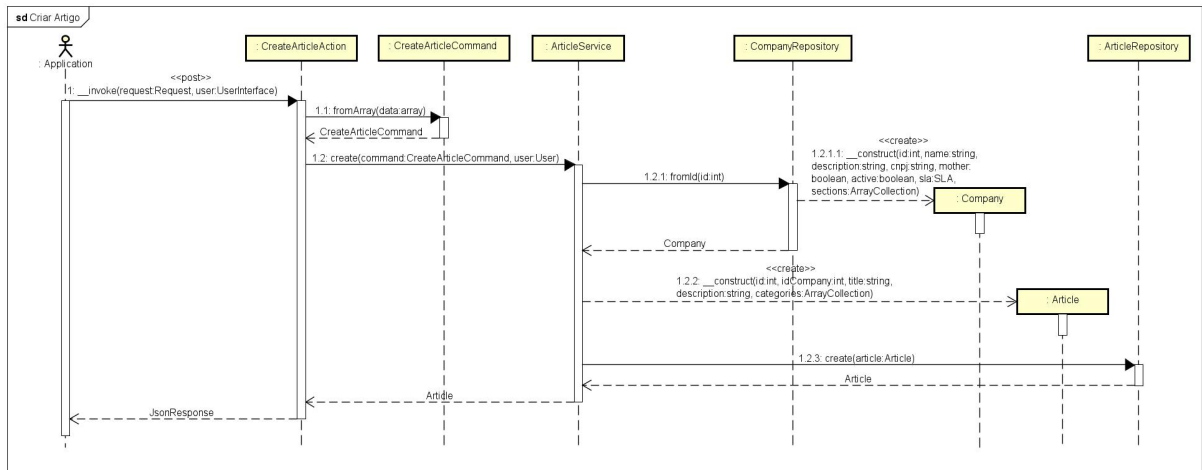 sd Criar Artigo
: Application
: CreateArticleAction
: CreateArticleCommand
: ArticleService
: CompanyRepository
: ArticleRepository
<<post>>
1: __invoke(request:Request, user:UserInterface)
1.1: fromArray(data:array)
CreateArticleCommand
1.2: create(command:CreateArticleCommand, user:User)
1.2.1: fromId(id:int)
<<create>>
1.2.1.1: __construct(id:int, name:string,
description:string, cnpj:string, mother:
boolean, active:boolean, sla:SLA,
sections:ArrayCollection)
: Company
Company
<<create>>
1.2.2: __construct(id:int, idCompany:int, title:string,
description:string, categories:ArrayCollection)
: Article
1.2.3: create(article:Article)
Article
Article
JsonResponse